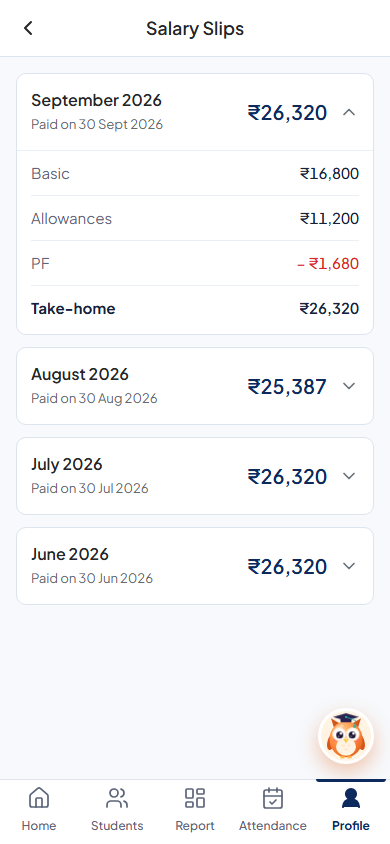 Salary Slips
September 2026
Paid on 30 Sept 2026
₹26,320
Basic
₹16,800
Allowances
₹11,200
PF
– ₹1,680
Take-home
₹26,320
August 2026
Paid on 30 Aug 2026
₹25,387
July 2026
Paid on 30 Jul 2026
₹26,320
June 2026
Paid on 30 Jun 2026
₹26,320
Home
Students
Report
Attendance
Profile